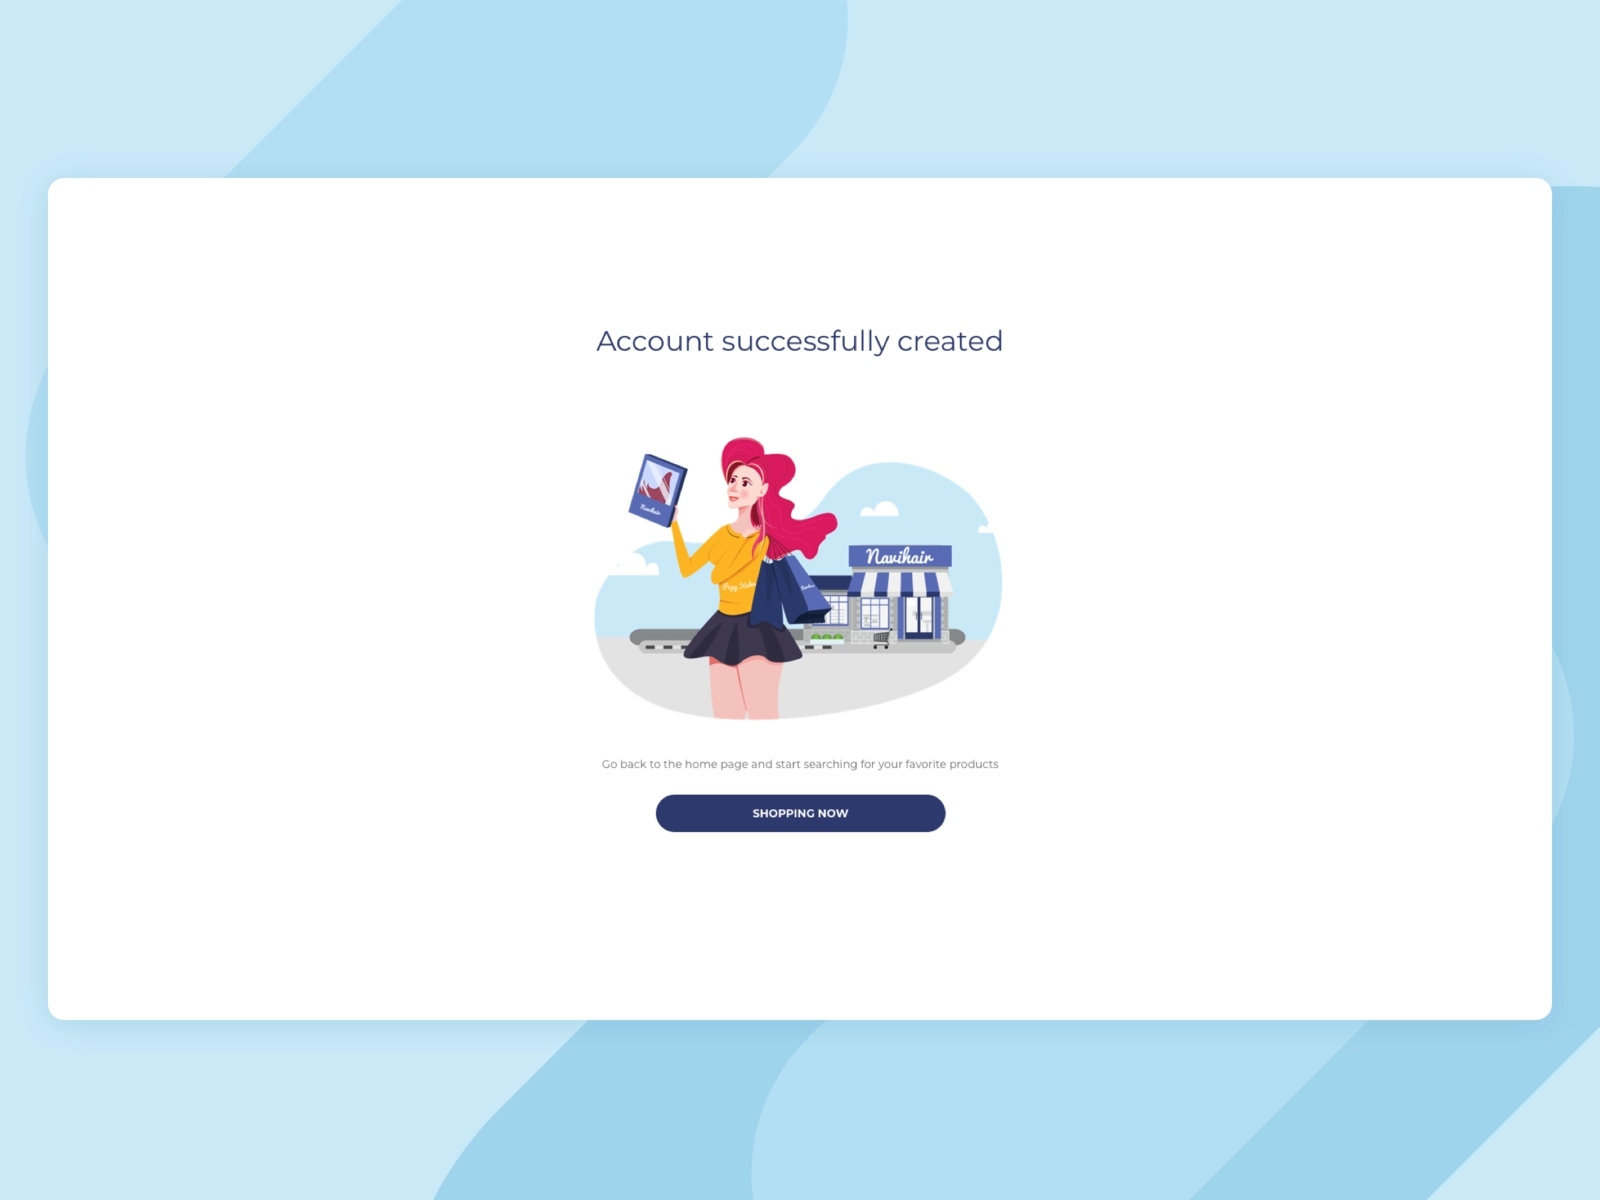 Account successfully created
Navihair
Navihair
Go back to the home page and start searching for your favorite products
SHOPPING NOW